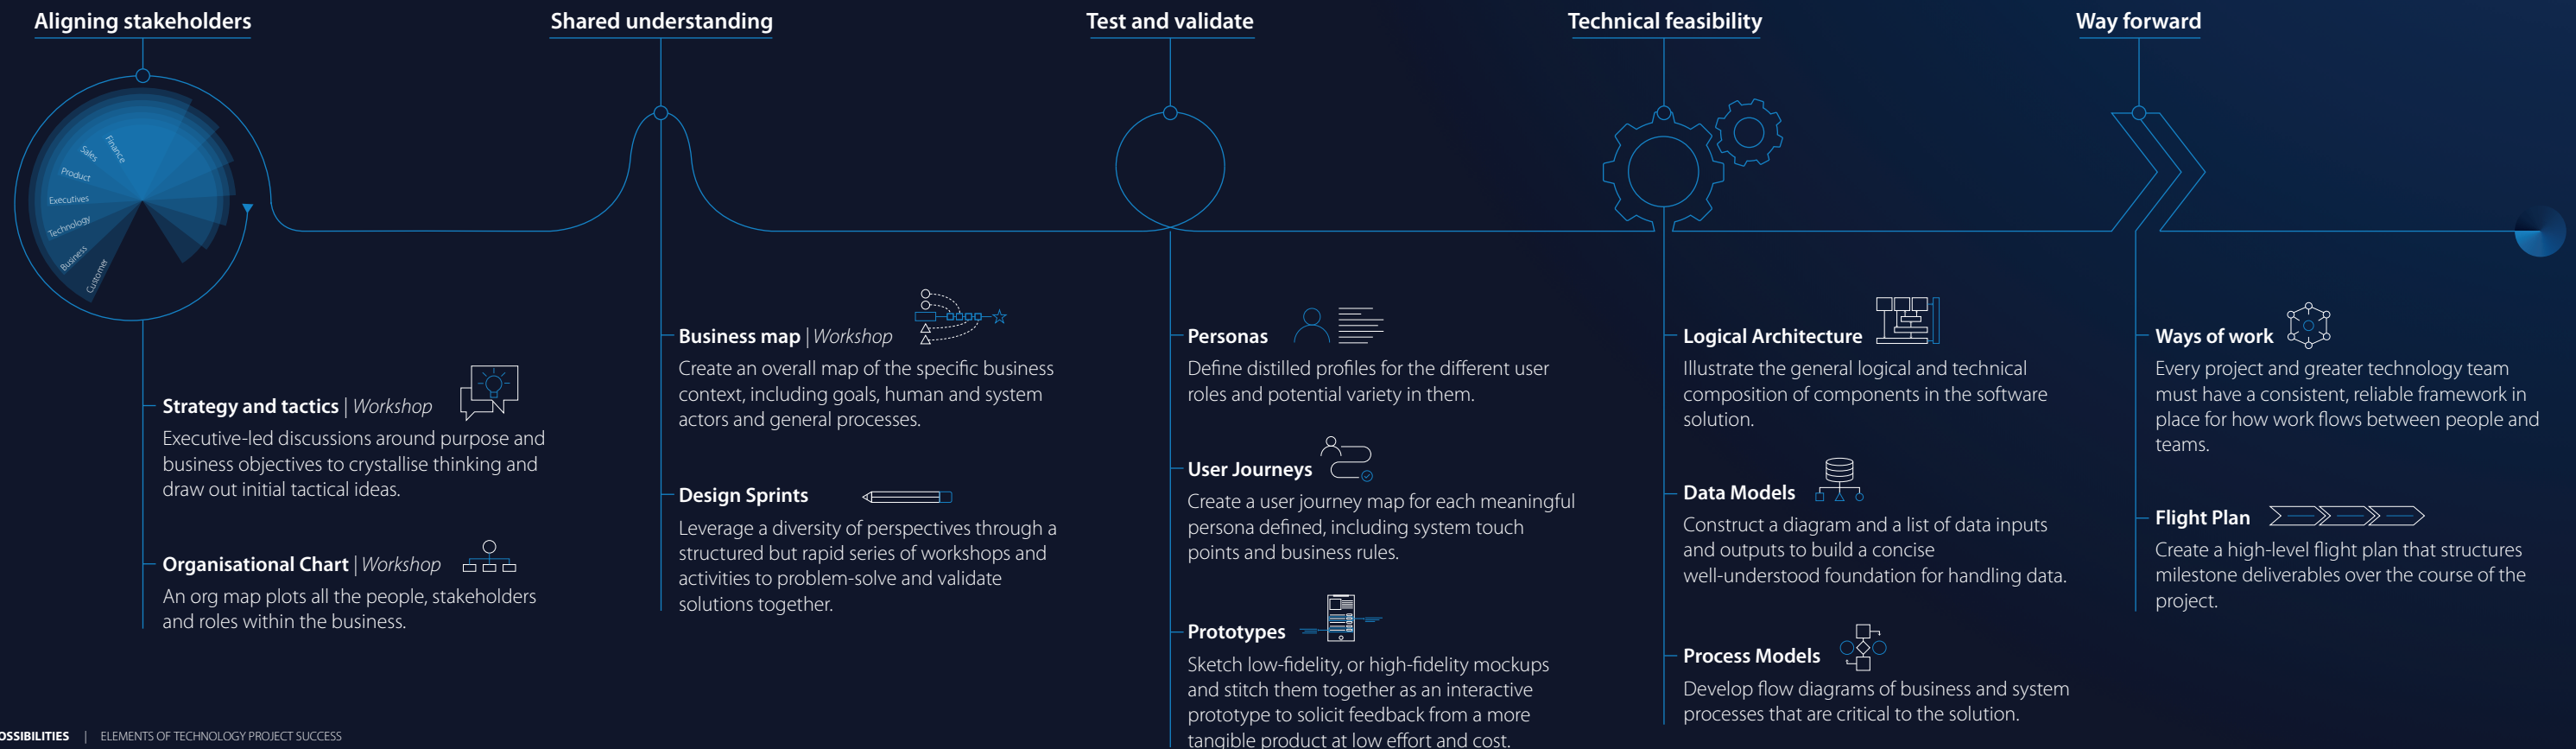 Aligning stakeholders
Finance
Sales
Product
Executives
Technology
Business
Customer
Strategy and tactics | Workshop
Executive-led discussions around purpose and
business objectives to crystallise thinking and
draw out initial tactical ideas.
Organisational Chart | Workshop
An org map plots all the people, stakeholders
and roles within the business.
Shared understanding
Business map | Workshop
Create an overall map of the specific business
context, including goals, human and system
actors and general processes.
Design Sprints
Leverage a diversity of perspectives through a
structured but rapid series of workshops and
activities to problem-solve and validate
solutions together.
Test and validate
Personas
Define distilled profiles for the different user
roles and potential variety in them.
User Journeys
Create a user journey map for each meaningful
persona defined, including system touch
points and business rules.
Prototypes
Sketch low-fidelity, or high-fidelity mockups
and stitch them together as an interactive
prototype to solicit feedback from a more
tangible product at low effort and cost.
Technical feasibility
Logical Architecture
Illustrate the general logical and technical
composition of components in the software
solution.
Data Models
Construct a diagram and a list of data inputs
and outputs to build a concise
well-understood foundation for handling data.
Process Models
Develop flow diagrams of business and system
processes that are critical to the solution.
Way forward
Ways of work
Every project and greater technology team
must have a consistent, reliable framework in
place for how work flows between people and
teams.
Flight Plan
Create a high-level flight plan that structures
milestone deliverables over the course of the
project.
OSSIBILITIES | ELEMENTS OF TECHNOLOGY PROJECT SUCCESS